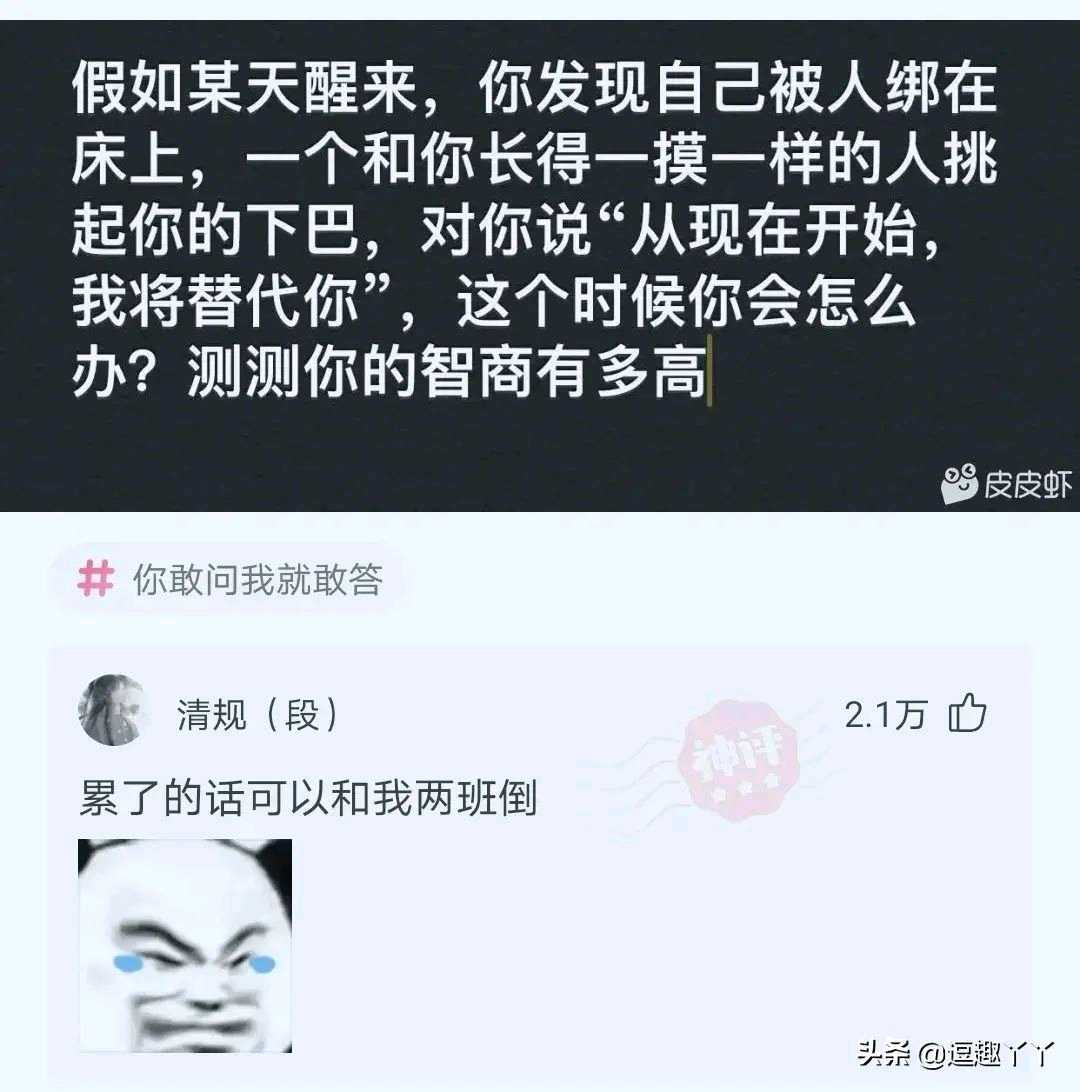 假如某天醒来，你发现自己被人绑在
床上，一个和你长得一摸一样的人挑
起你的下巴，对你说“从现在开始，
我将替代你”，这个时候你会怎么
办？测测你的智商有多高
皮皮虾
# 你敢问我就敢答
清规（段）
神评
2.1万
累了的话可以和我两班倒
头条 @逗趣丫丫